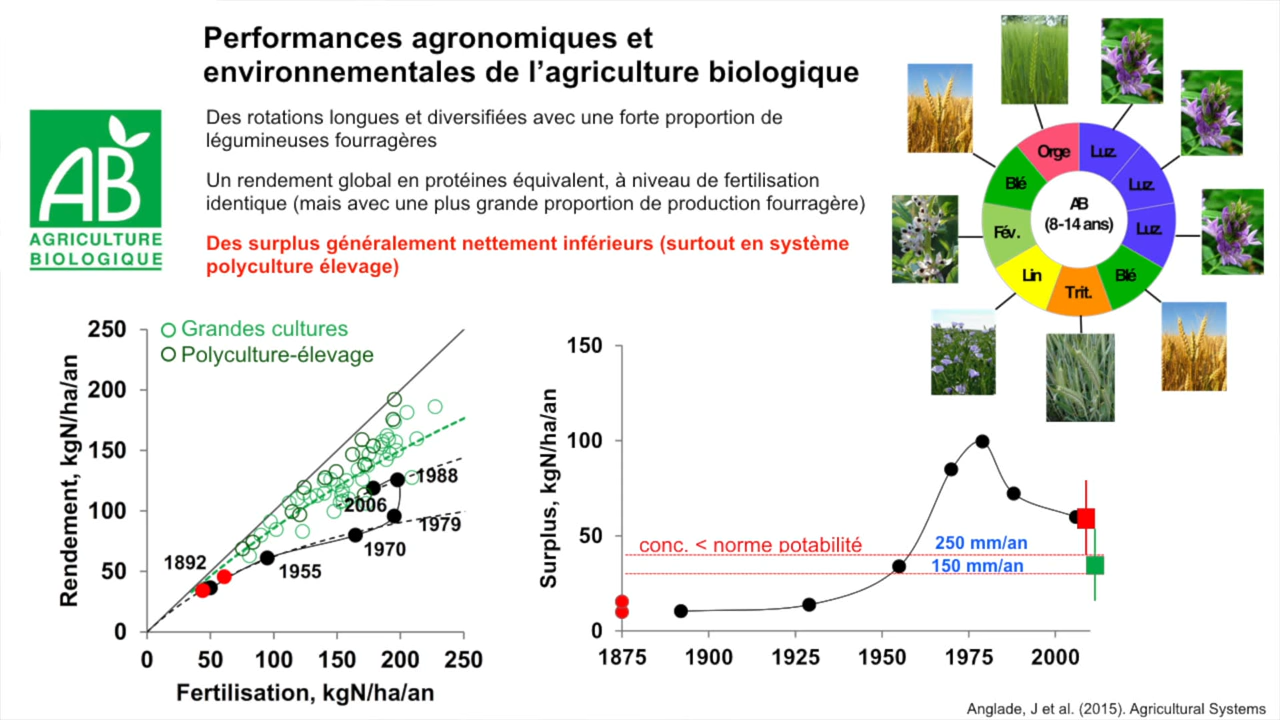 Performances agronomiques et
environnementales de l'agriculture biologique
Des rotations longues et diversifiées avec une forte proportion de
légumineuses fourragères
Un rendement global en protéines équivalent, à niveau de fertilisation
identique (mais avec une plus grande proportion de production fourragère)
Des surplus généralement nettement inférieurs (surtout en système
polyculture élevage)
AB
AGRICULTURE
BIOLOGIQUE
Orge
Luz.
Luz.
Luz.
Blé
Trit.
Lin
Fév.
Blé
AB
(8-14 ans)
Grandes cultures
Polyculture-élevage
Rendement, kgN/ha/an
250
200
150
100
50
0
1892
1955
1970
1979
1988
2006
0 50 100 150 200 250
Fertilisation, kgN/ha/an
Surplus, kgN/ha/an
150
100
50
0
conc. < norme potabilité
250 mm/an
150 mm/an
1875 1900 1925 1950 1975 2000
Anglade, J et al. (2015). Agricultural Systems